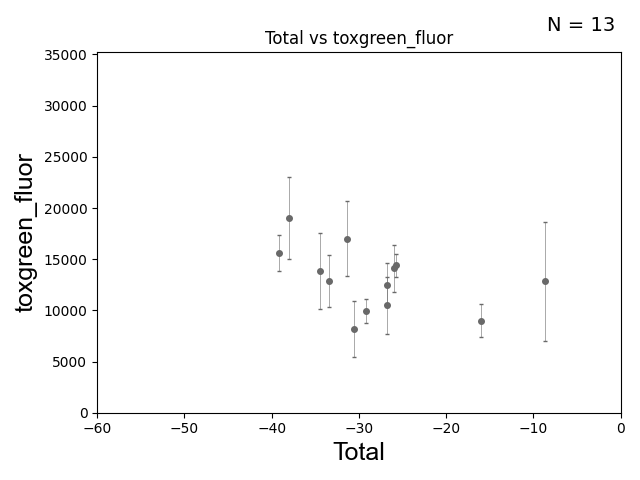 N = 13
Total vs toxgreen_fluor
35000
30000
25000
20000
15000
10000
5000
0
toxgreen_fluor
−60 −50 −40 −30 −20 −10 0
Total